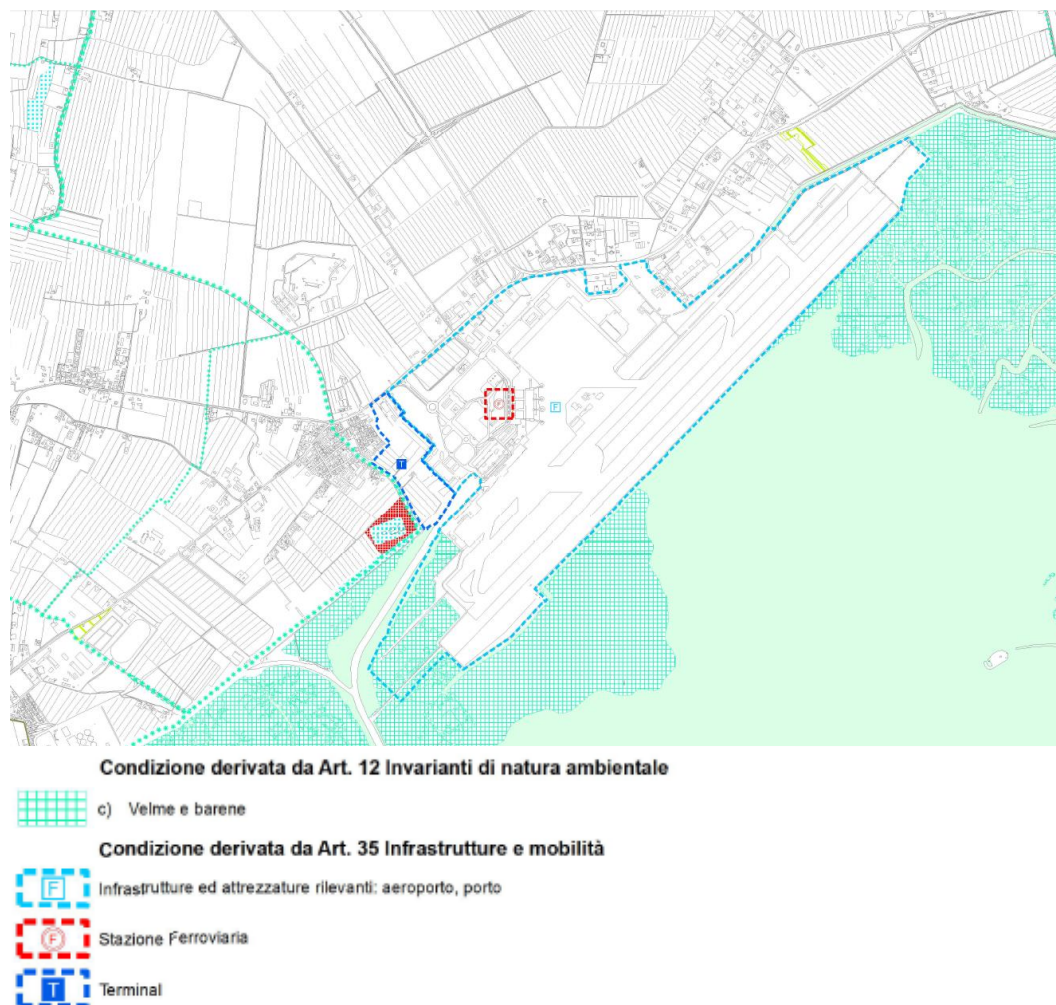 F
F
T
Condizione derivata da Art. 12 Invarianti di natura ambientale
c) Velme e barene
Condizione derivata da Art. 35 Infrastrutture e mobilità
F Infrastrutture ed attrezzature rilevanti: aeroporto, porto
F Stazione Ferroviaria
T Terminal